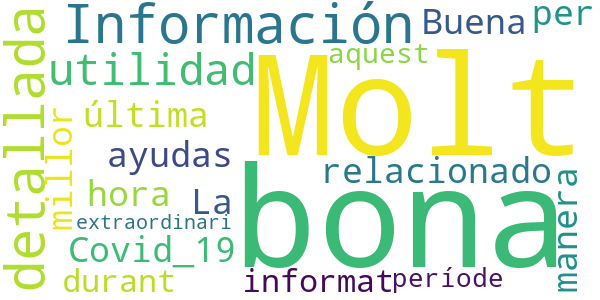 Información
Buena
per
detallada
utilidad
aquest
Molt
última
millor
ayudas
relacionado
hora
La
bona
manera
extraordinari
Covid_19
durant
informat
període